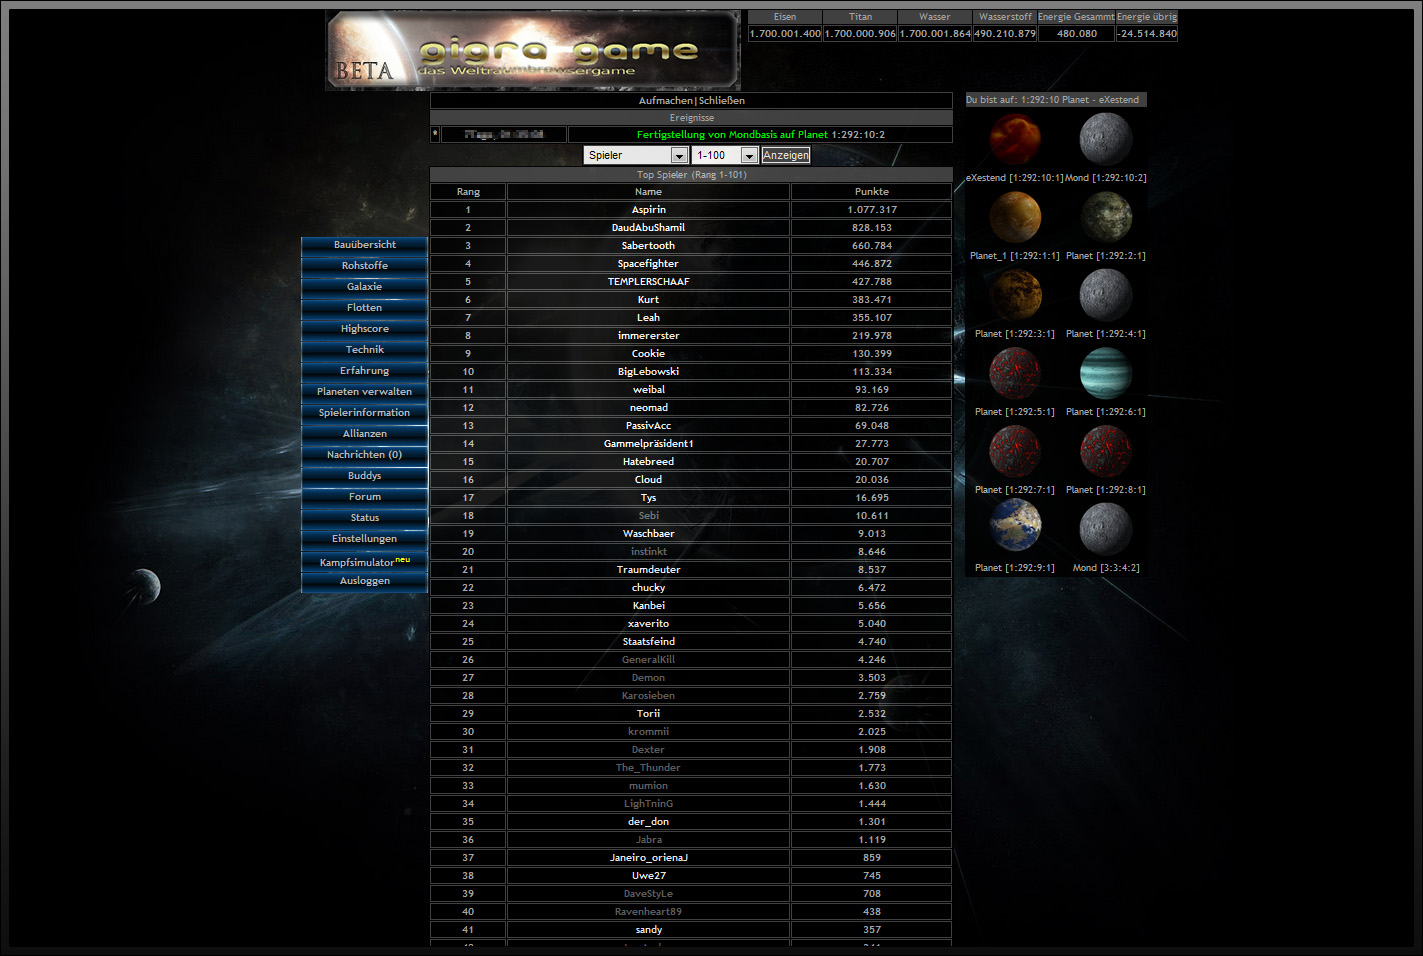 gigra game
BETA
das Weltraumbrowsergame
Eisen Titan Wasser Wasserstoff Energie Gesammt Energie übrig
1.700.001.400 1.700.000.906 1.700.001.864 490.210.879 480.080 -24.514.840
Aufmachen|Schließen
Ereignisse
* Fertigstellung von Mondbasis auf Planet 1:292:10:2
Spieler 1-100 Anzeigen
Top Spieler (Rang 1-101)
Rang Name Punkte
1 Aspirin 1.077.317
2 DaudAbuShamil 828.153
3 Sabertooth 660.784
4 Spacefighter 446.872
5 TEMPLERSCHAAF 427.788
6 Kurt 383.471
7 Leah 355.107
8 immererster 219.978
9 Cookie 130.399
10 BigLebowski 113.334
11 weibal 93.169
12 neomad 82.726
13 PassivAcc 69.048
14 Gammelpräsident1 27.773
15 Hatebreed 20.707
16 Cloud 20.036
17 Tys 16.695
18 Sebi 10.611
19 Waschbaer 9.013
20 instinkt 8.646
21 Traumdeuter 8.537
22 chucky 6.472
23 Kanbei 5.656
24 xaverito 5.040
25 Staatsfeind 4.740
26 GeneralKill 4.246
27 Demon 3.503
28 Karosieben 2.759
29 Torii 2.532
30 krommii 2.025
31 Dexter 1.908
32 The_Thunder 1.773
33 mumion 1.630
34 LighTninG 1.444
35 der_don 1.301
36 Jabra 1.119
37 Janeiro_orienaJ 859
38 Uwe27 745
39 DaveStyLe 708
40 Ravenheart89 438
41 sandy 357
Bauübersicht
Rohstoffe
Galaxie
Flotten
Highscore
Technik
Erfahrung
Planeten verwalten
Spielerinformation
Allianzen
Nachrichten (0)
Buddys
Forum
Status
Einstellungen
Kampfsimulator neu
Ausloggen
Du bist auf: 1:292:10 Planet - eXestend
eXestend [1:292:10:1] Mond [1:292:10:2]
Planet_1 [1:292:1:1] Planet [1:292:2:1]
Planet [1:292:3:1] Planet [1:292:4:1]
Planet [1:292:5:1] Planet [1:292:6:1]
Planet [1:292:7:1] Planet [1:292:8:1]
Planet [1:292:9:1] Mond [3:3:4:2]